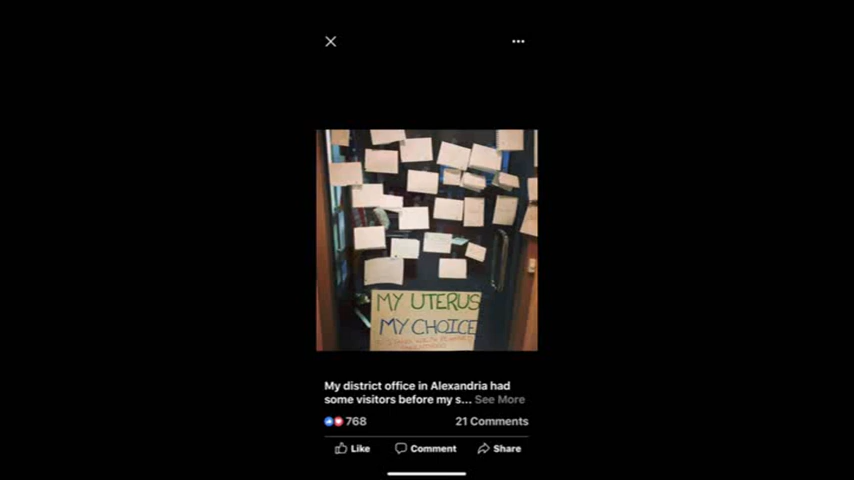 MY UTERUS
MY CHOICE
My district office in Alexandria had
some visitors before my s... See More
768
21 Comments
Like
Comment
Share